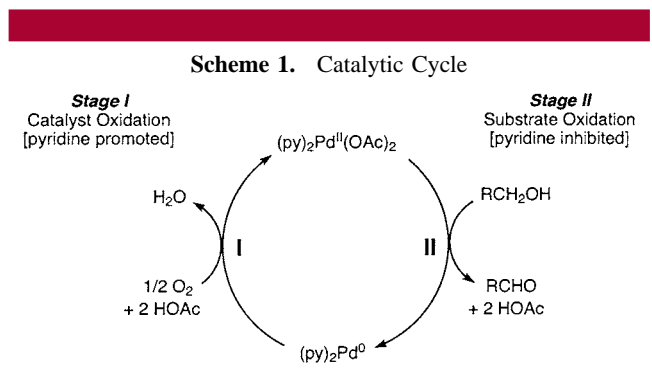 Scheme 1. Catalytic Cycle
Stage I
Catalyst Oxidation
[pyridine promoted]
Stage II
Substrate Oxidation
[pyridine inhibited]
(py)₂Pdᴵᴵ(OAc)₂
H₂O
RCH₂OH
I
II
1/2 O₂
+ 2 HOAc
RCHO
+ 2 HOAc
(py)₂Pd⁰